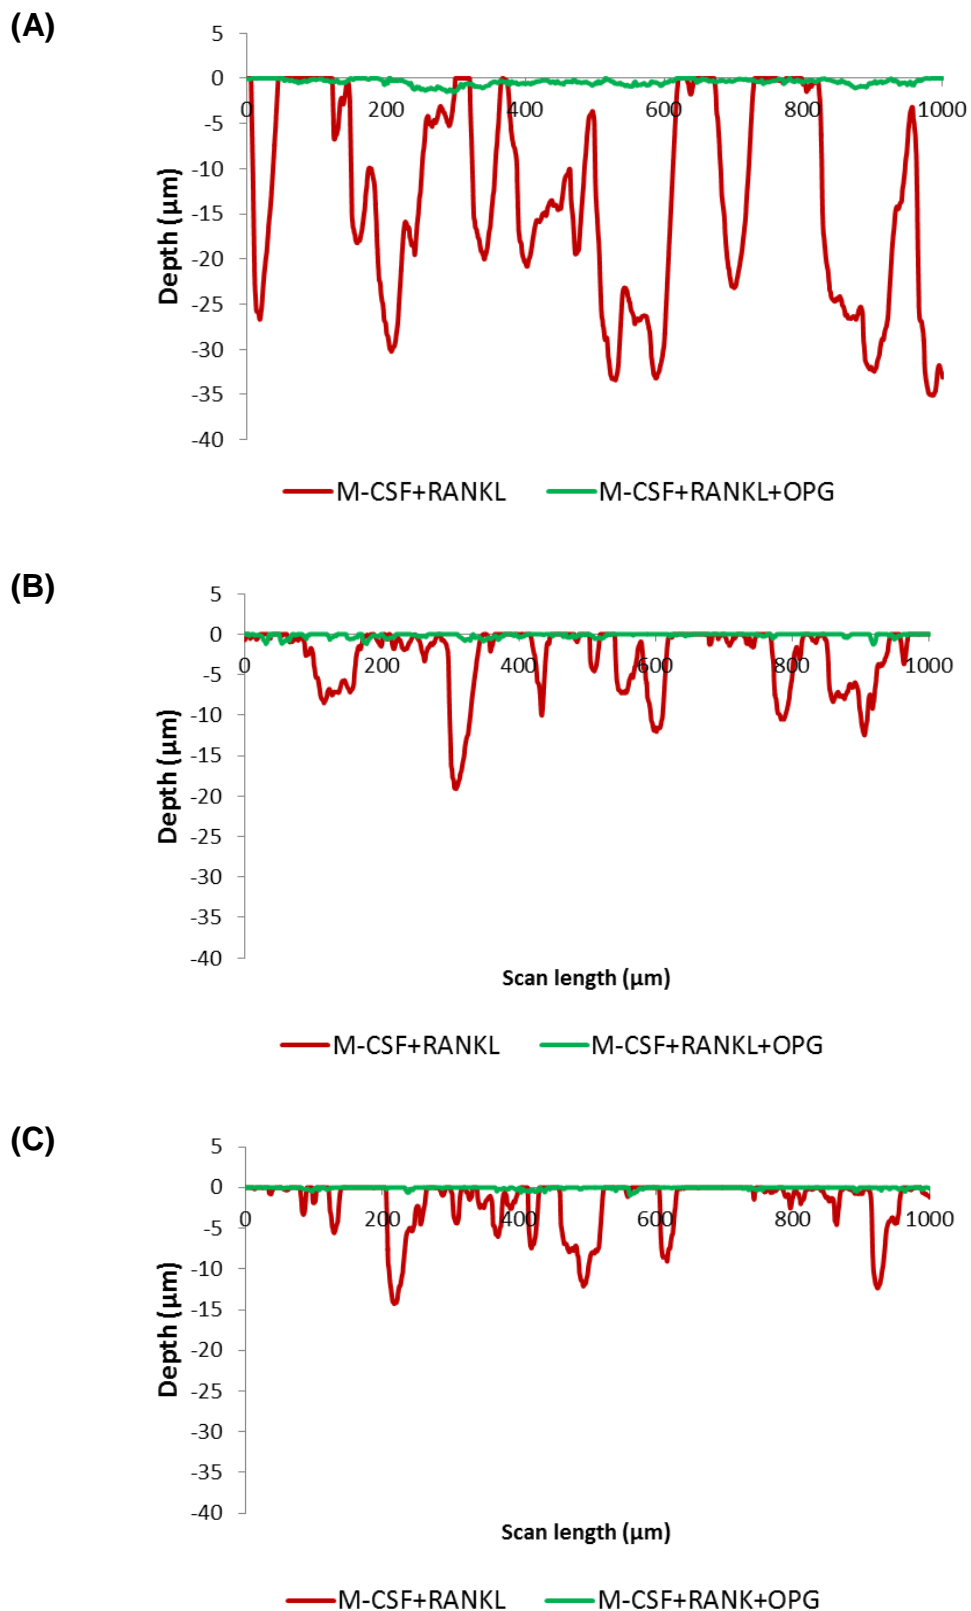 (A)
5
0
-5
-10
-15
-20
-25
-30
-35
-40
Depth (µm)
0 200 400 600 800 1000
M-CSF+RANKL M-CSF+RANKL+OPG
(B)
5
0
-5
-10
-15
-20
-25
-30
-35
-40
Depth (µm)
0 200 400 600 800 1000
Scan length (µm)
M-CSF+RANKL M-CSF+RANKL+OPG
(C)
5
0
-5
-10
-15
-20
-25
-30
-35
-40
Depth (µm)
0 200 400 600 800 1000
Scan length (µm)
M-CSF+RANKL M-CSF+RANK+OPG